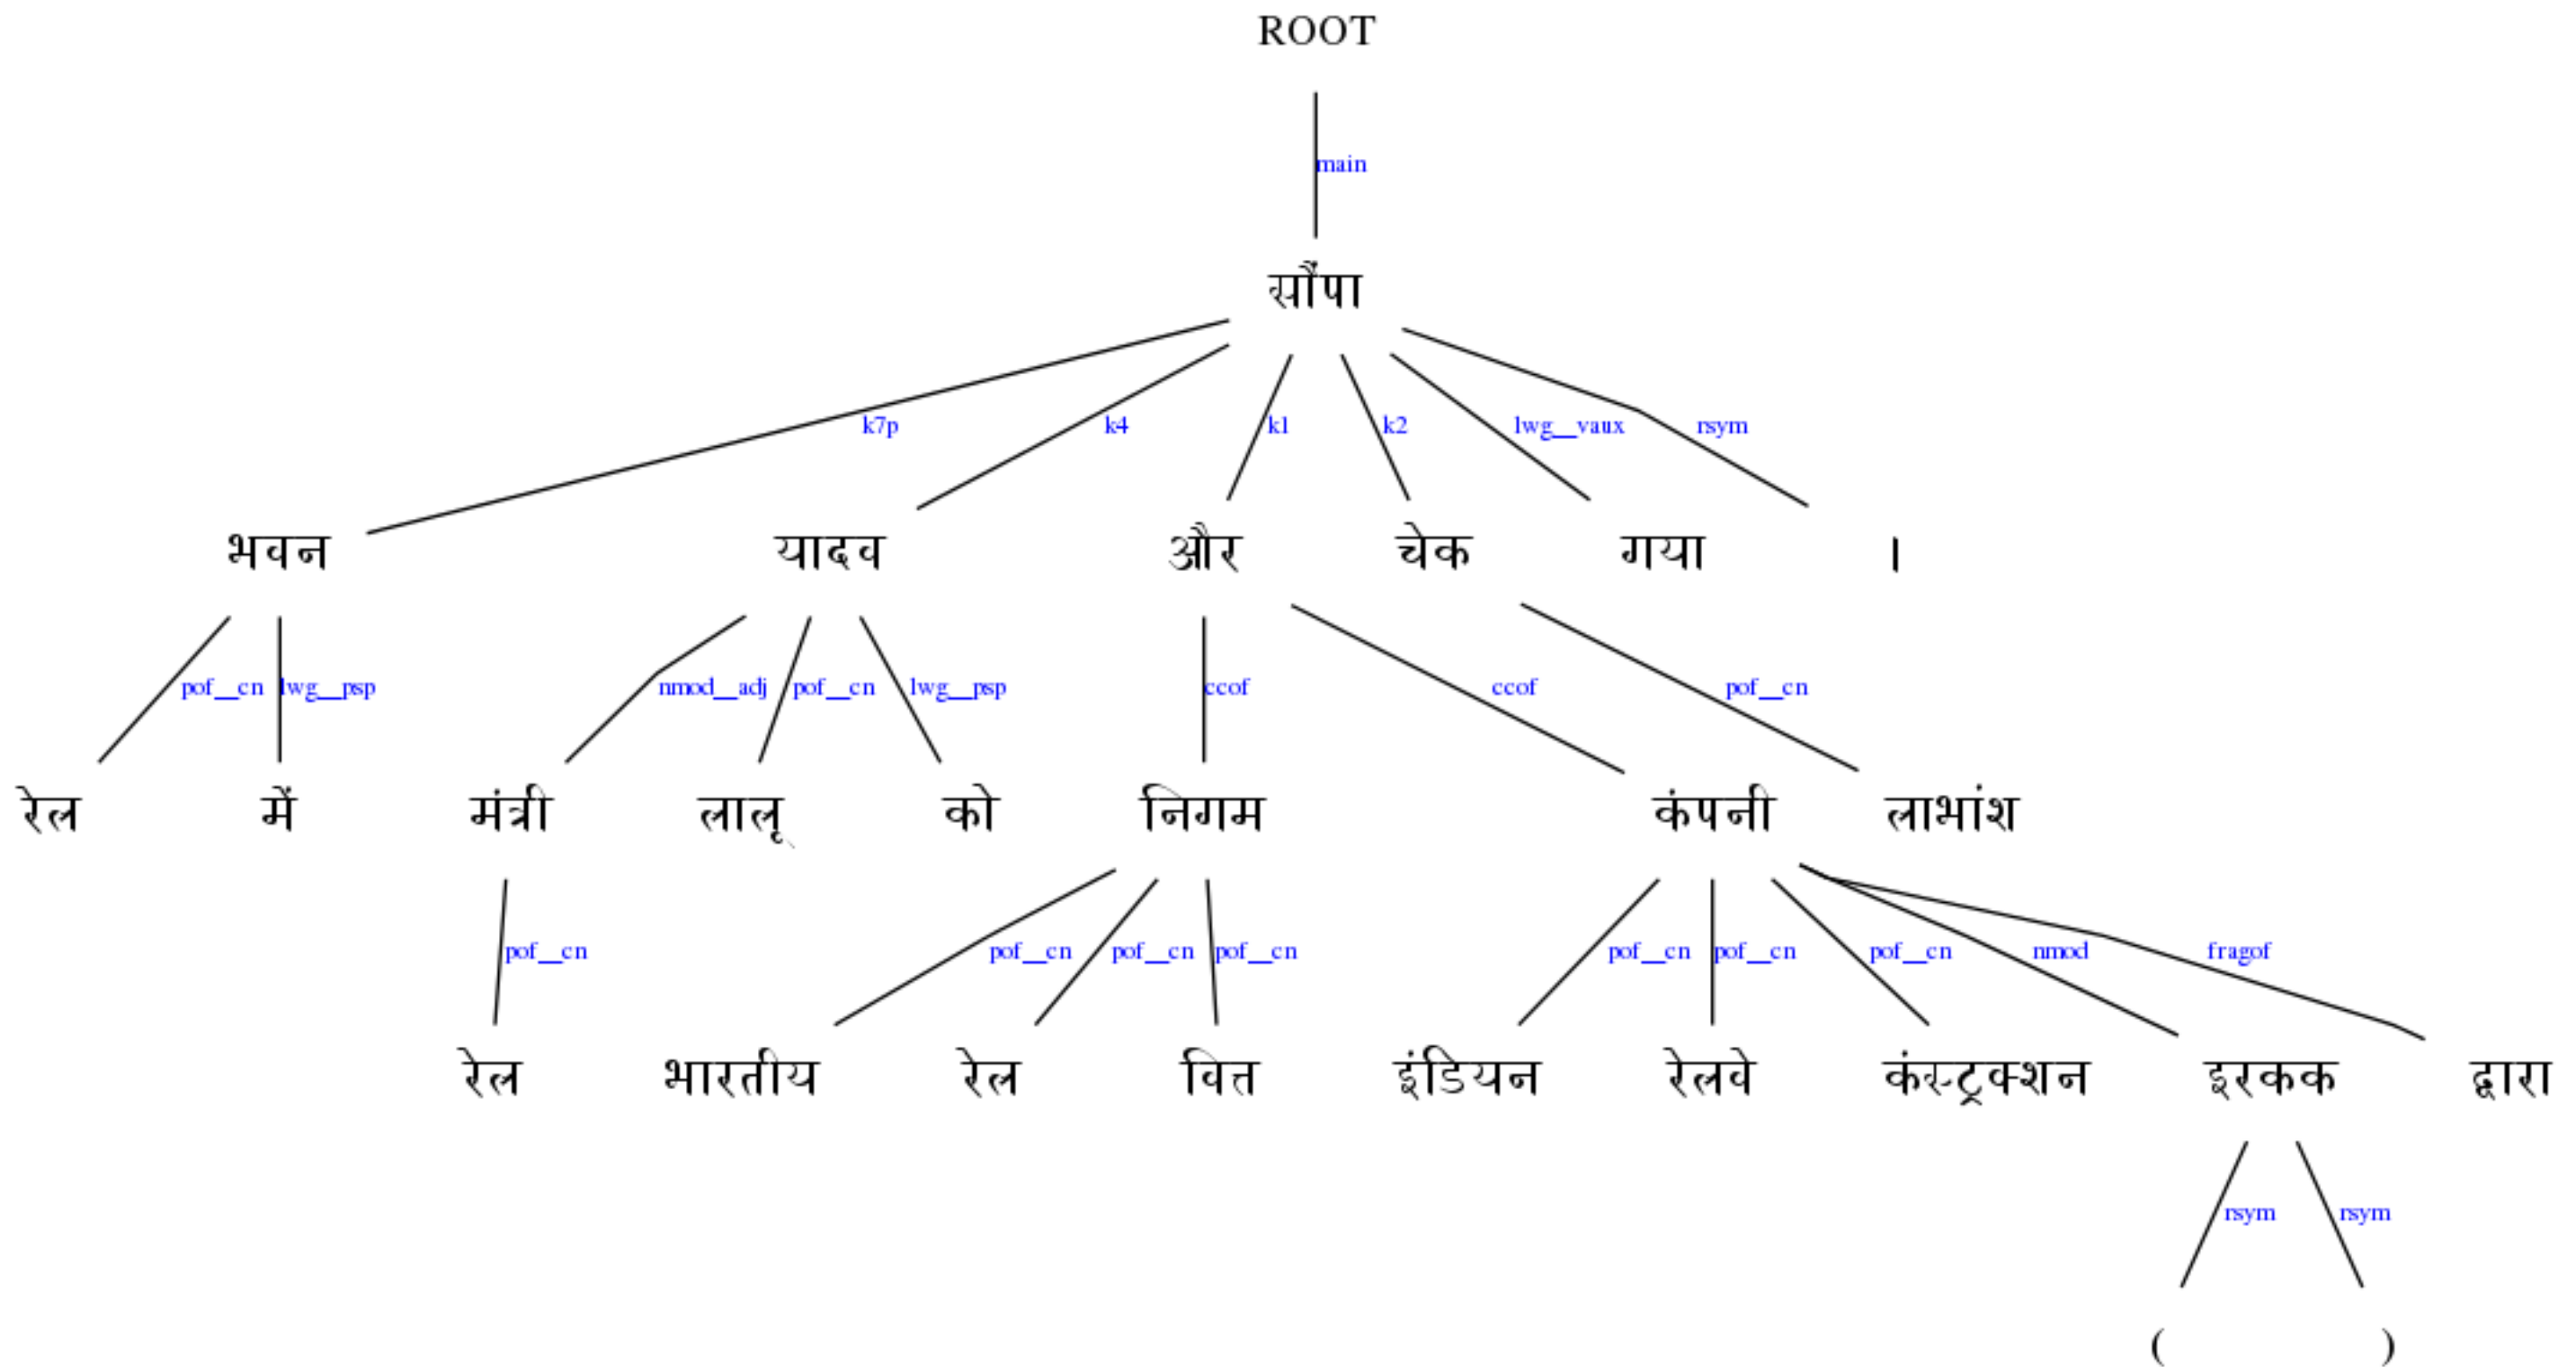 ROOT
main
सौंपा
k7p k4 k1 k2 lwg__vaux rsym
भवन यादव और चेक गया ।
pof__cn lwg__psp nmod__adj pof__cn lwg__psp ccof ccof pof__cn
रेल में मंत्री लालू को निगम कंपनी लाभांश
pof__cn pof__cn pof__cn pof__cn pof__cn pof__cn pof__cn nmod fragof
रेल भारतीय रेल वित्त इंडियन रेलवे कंस्ट्रक्शन इरकक द्वारा
rsym rsym
( )